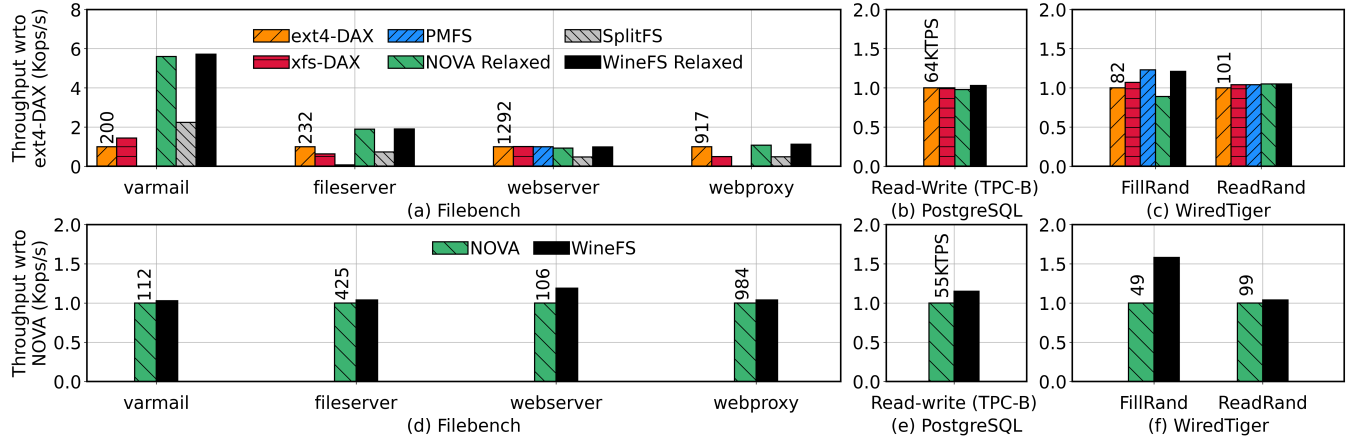 Throughput wrto
ext4-DAX (Kops/s)
8
6
4
2
0
ext4-DAX
xfs-DAX
PMFS
NOVA Relaxed
SplitFS
WineFS Relaxed
200
232
1292
917
varmail
fileserver
webserver
webproxy
(a) Filebench
2.0
1.5
1.0
0.5
0.0
64KTPS
Read-Write (TPC-B)
(b) PostgreSQL
2.0
1.5
1.0
0.5
0.0
82
101
FillRand
ReadRand
(c) WiredTiger
Throughput wrto
NOVA (Kops/s)
2.0
1.5
1.0
0.5
0.0
NOVA
WineFS
112
425
106
984
varmail
fileserver
webserver
webproxy
(d) Filebench
2.0
1.5
1.0
0.5
0.0
55KTPS
Read-write (TPC-B)
(e) PostgreSQL
2.0
1.5
1.0
0.5
0.0
49
99
FillRand
ReadRand
(f) WiredTiger